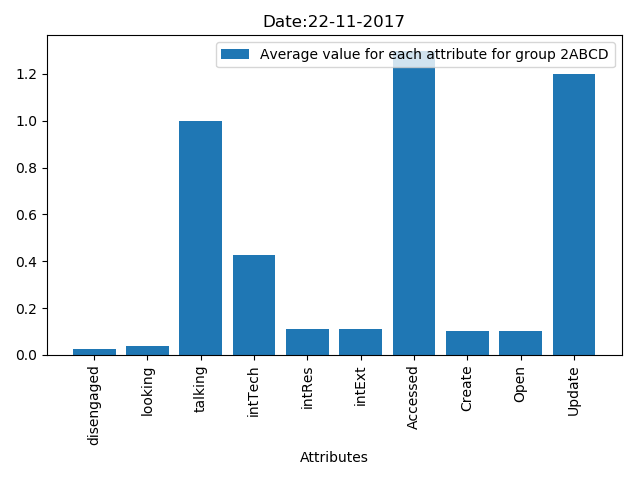 Date:22-11-2017
Average value for each attribute for group 2ABCD
1.2
1.0
0.8
0.6
0.4
0.2
0.0
disengaged
looking
talking
intTech
intRes
intExt
Accessed
Create
Open
Update
Attributes